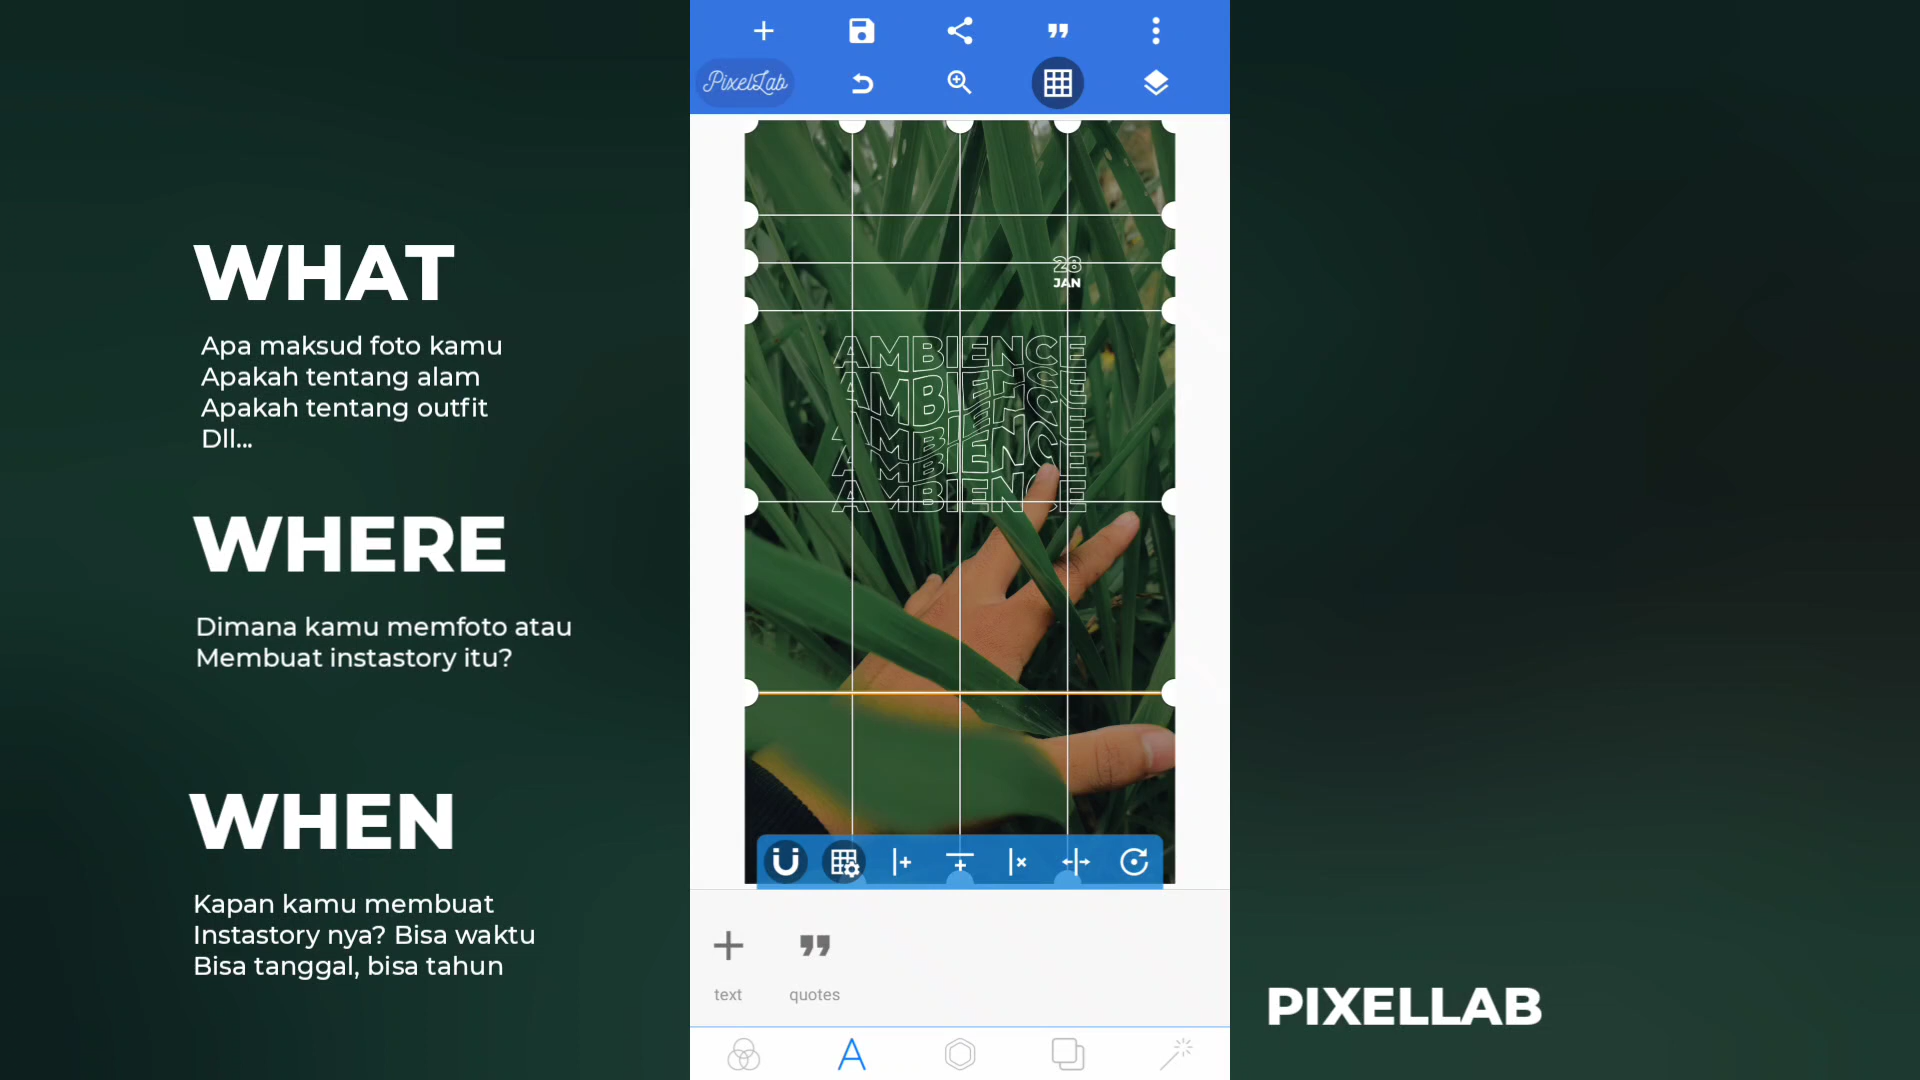 WHAT
Apa maksud foto kamu
Apakah tentang alam
Apakah tentang outfit
Dll...
WHERE
Dimana kamu memfoto atau
Membuat instastory itu?
WHEN
Kapan kamu membuat
Instastory nya? Bisa waktu
Bisa tanggal, bisa tahun
PixelLab
28
JAN
AMBIENCE
AMBIENCE
AMBIENCE
AMBIENCE
AMBIENCE
text
quotes
PIXELLAB